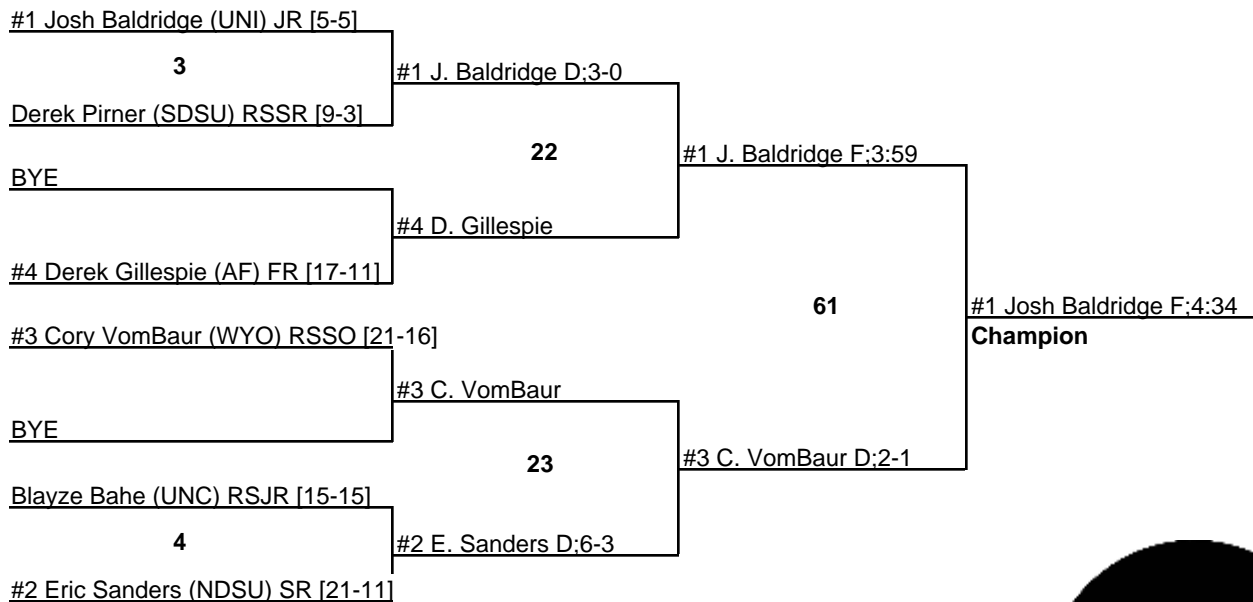 #1 Josh Baldridge (UNI) JR [5-5]
3
#1 J. Baldridge D;3-0
Derek Pirner (SDSU) RSSR [9-3]
22
#1 J. Baldridge F;3:59
BYE
#4 D. Gillespie
#4 Derek Gillespie (AF) FR [17-11]
61
#1 Josh Baldridge F;4:34
Champion
#3 Cory VomBaur (WYO) RSSO [21-16]
#3 C. VomBaur
BYE
23
#3 C. VomBaur D;2-1
Blayze Bahe (UNC) RSJR [15-15]
4
#2 E. Sanders D;6-3
#2 Eric Sanders (NDSU) SR [21-11]